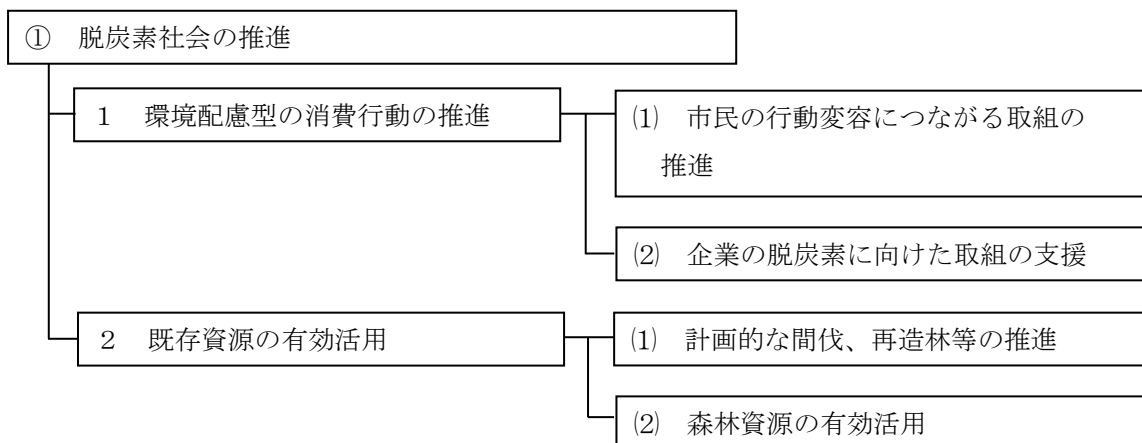 ① 脱炭素社会の推進
1 環境配慮型の消費行動の推進
⑴ 市民の行動変容につながる取組の
推進
⑵ 企業の脱炭素に向けた取組の支援
2 既存資源の有効活用
⑴ 計画的な間伐、再造林等の推進
⑵ 森林資源の有効活用